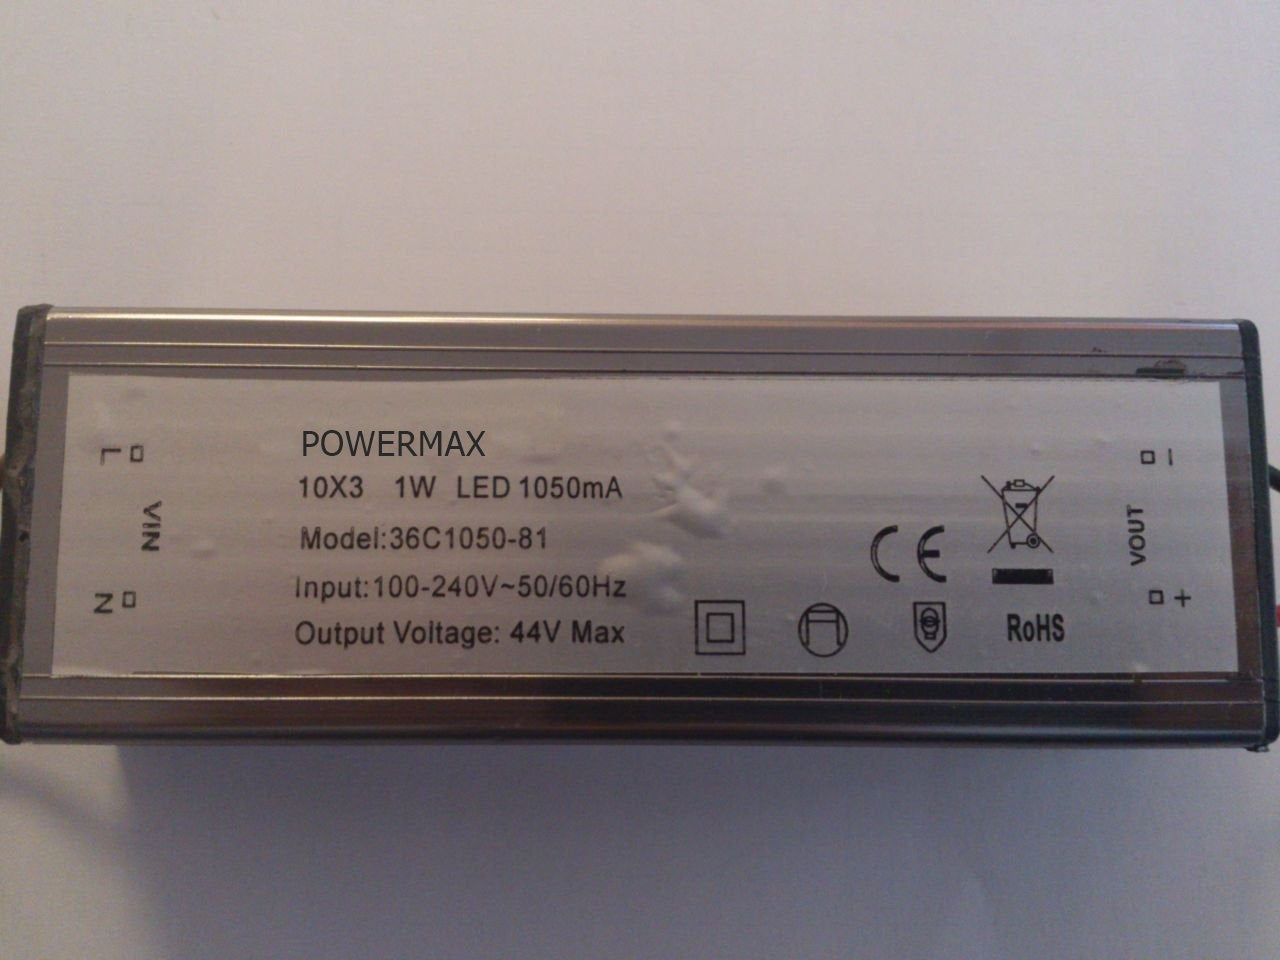 POWERMAX
10X3 1W LED 1050mA
Model:36C1050-81
Input:100-240V~50/60Hz
Output Voltage: 44V Max
L
VIN
N
CE
RoHS
−
VOUT
+